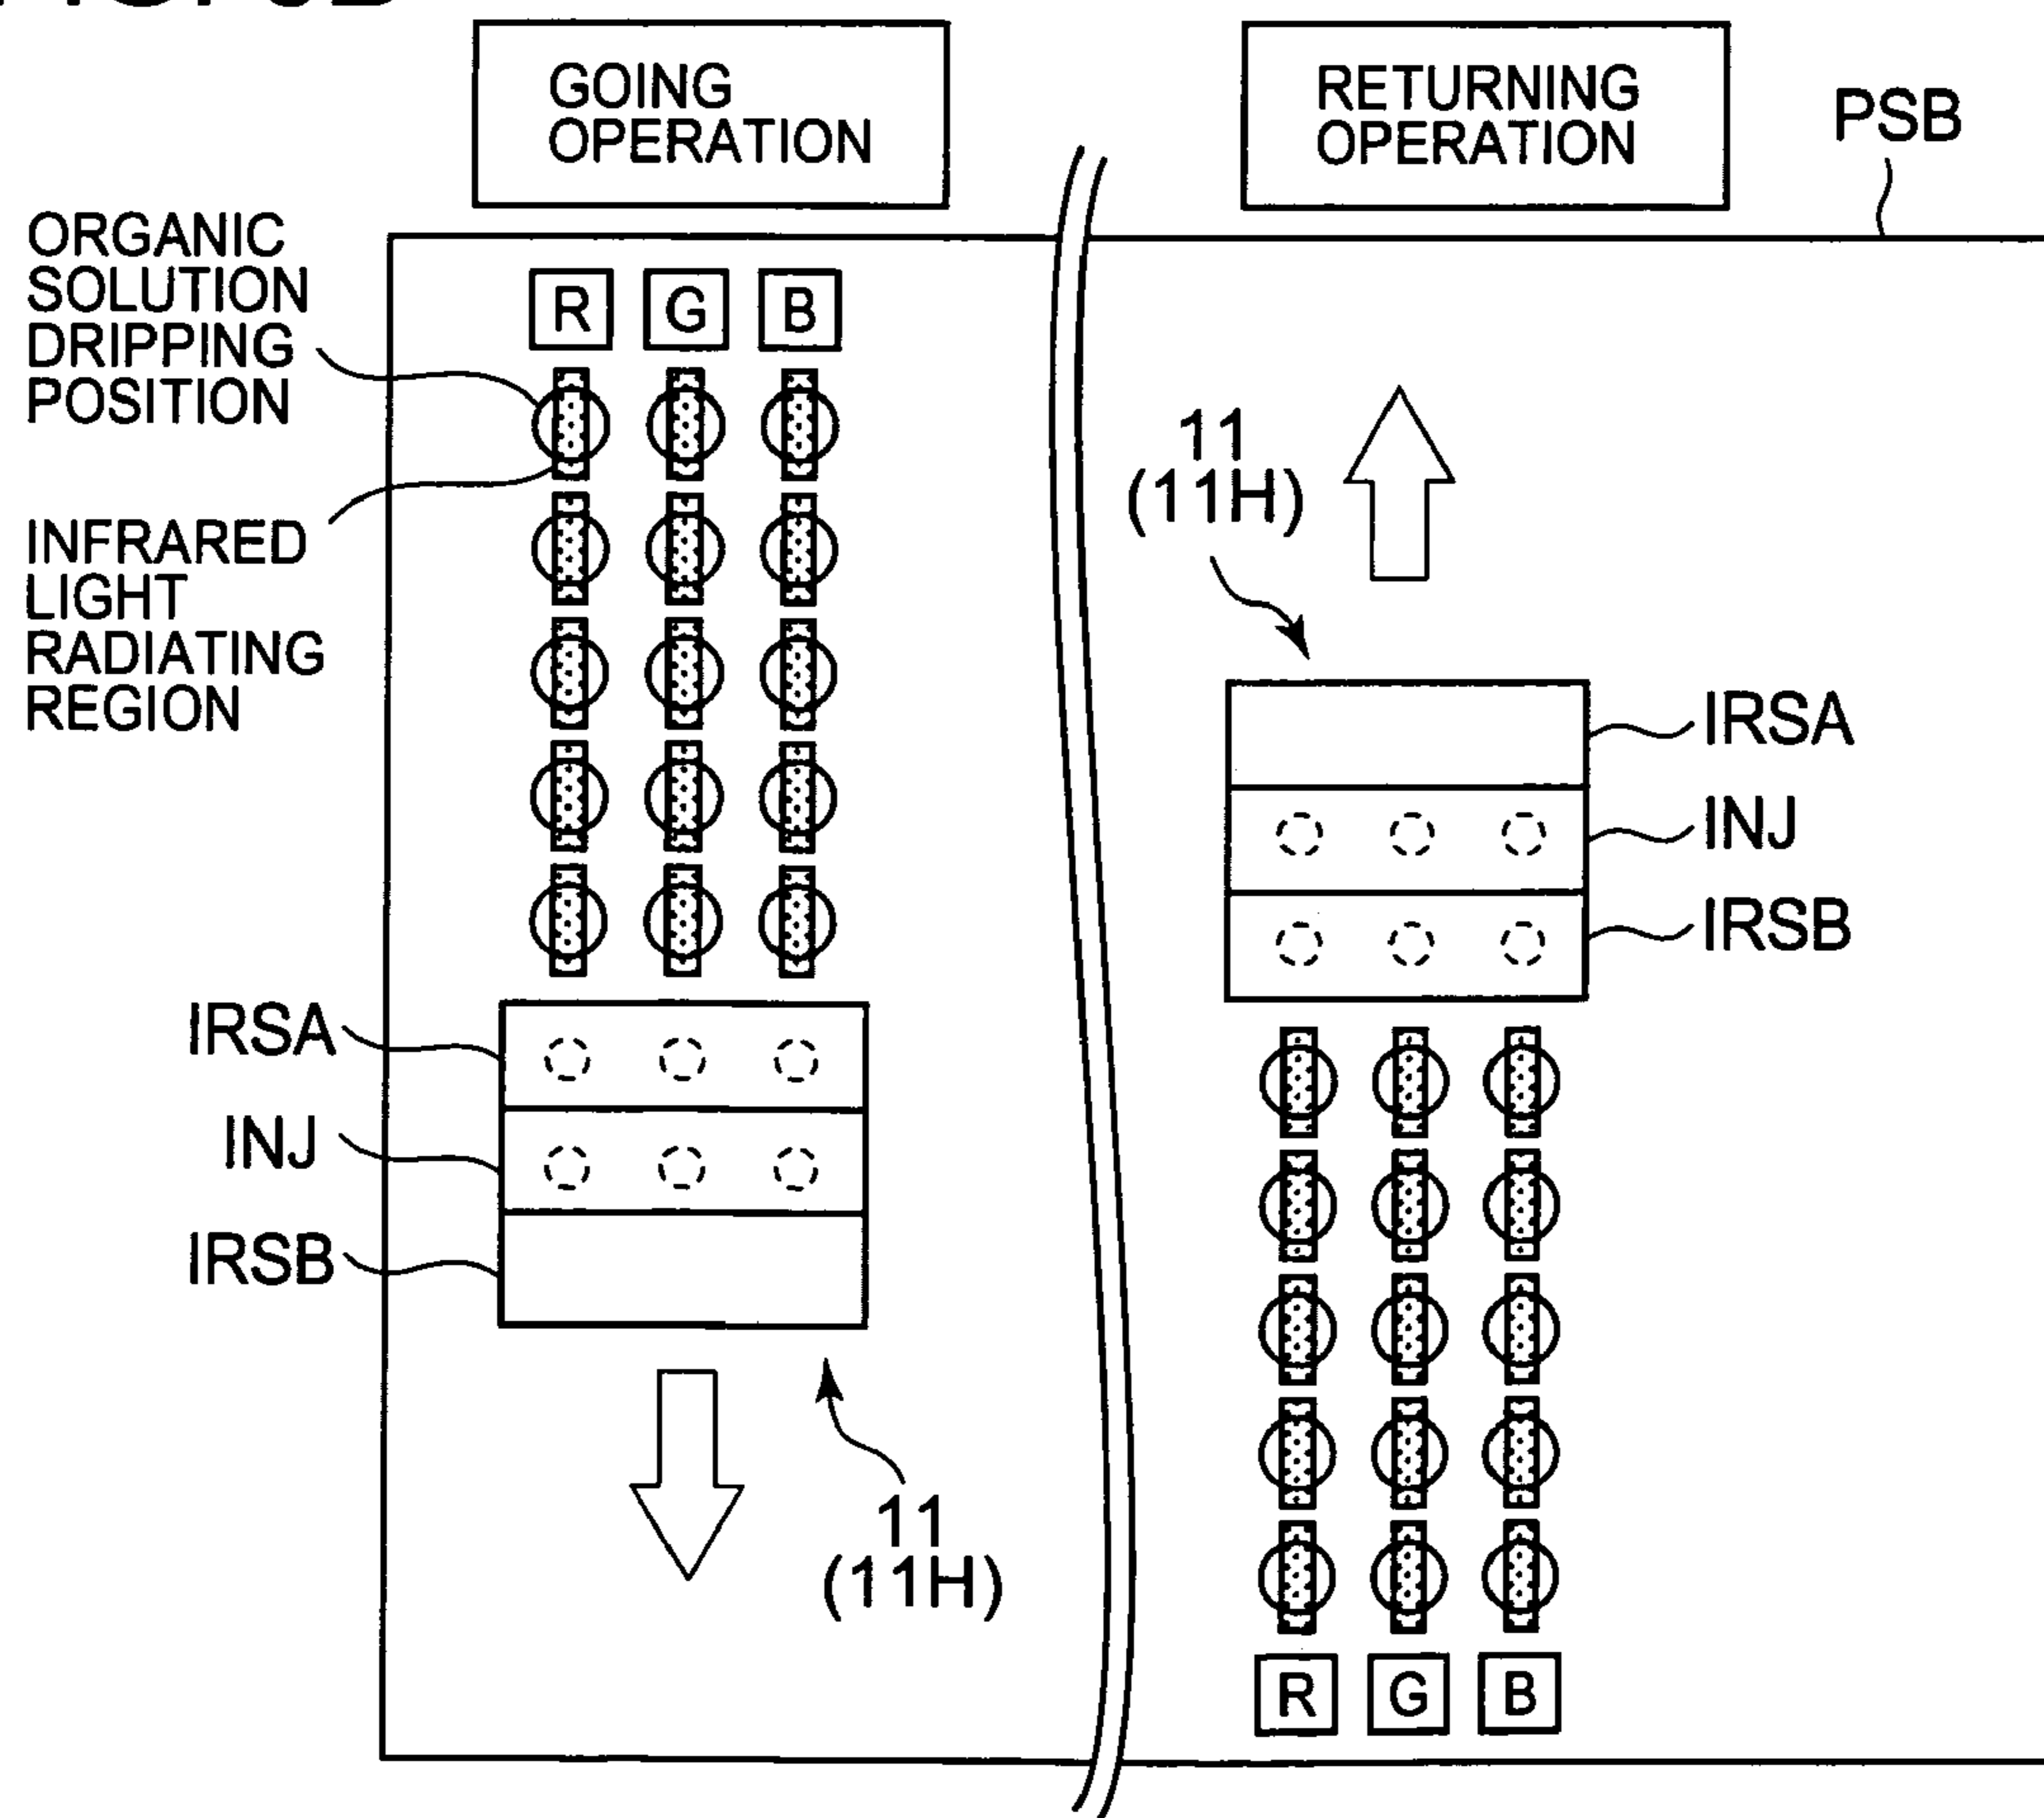 GOING
OPERATION
RETURNING
OPERATION
PSB
ORGANIC
SOLUTION
DRIPPING
POSITION
R G B
INFRARED
LIGHT
RADIATING
REGION
11
(11H)
IRSA
INJ
IRSB
IRSA
INJ
IRSB
11
(11H)
R G B